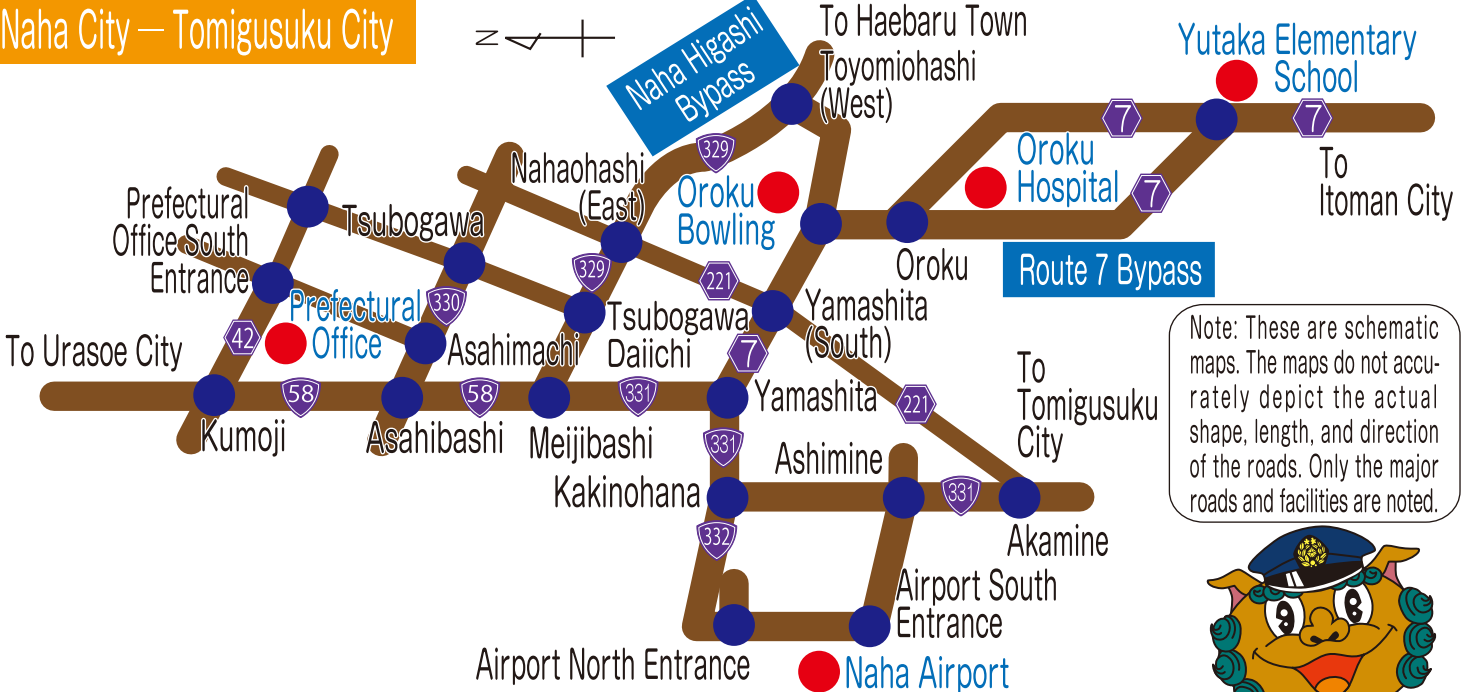 Naha City — Tomigusuku City
N
Naha Higashi
Bypass
To Haebaru Town
Toyomiohashi
(West)
Yutaka Elementary
School
7
7
To
Itoman City
7
Oroku
Hospital
329
Nahaohashi
(East)
Oroku
Bowling
Prefectural
Office South
Entrance
Tsubogawa
Oroku
Route 7 Bypass
329
221
330
Prefectural
Office
42
Tsubogawa
Daiichi
Yamashita
(South)
Asahimachi
7
To Urasoe City
58
58
331
Yamashita
221
To
Tomigusuku
City
Kumoji
Asahibashi
Meijibashi
331
Ashimine
Kakinohana
331
332
Akamine
Airport South
Entrance
Airport North Entrance
Naha Airport
Note: These are schematic
maps. The maps do not accu-
rately depict the actual
shape, length, and direction
of the roads. Only the major
roads and facilities are noted.